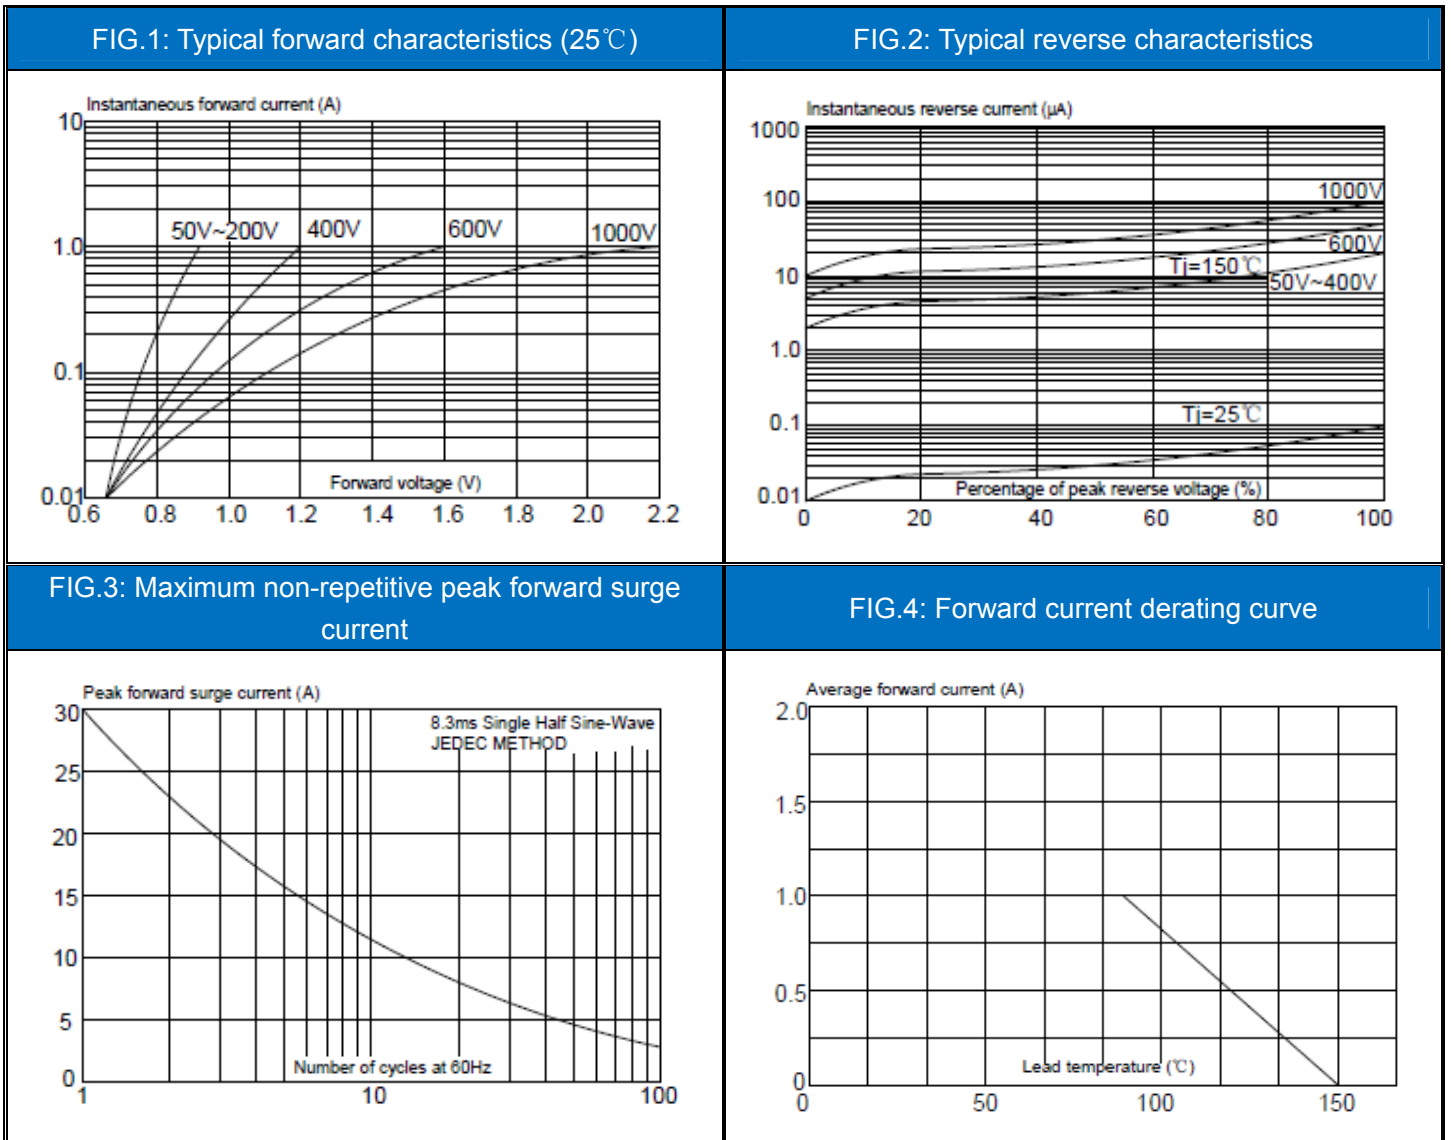 FIG.1: Typical forward characteristics (25℃)
FIG.2: Typical reverse characteristics
Instantaneous forward current (A)
10
50V~200V 400V 600V 1000V
1.0
0.1
0.01
Forward voltage (V)
0.6 0.8 1.0 1.2 1.4 1.6 1.8 2.0 2.2
Instantaneous reverse current (μA)
1000
1000V
100
600V
Tj=150℃
10
50V~400V
1.0
Tj=25℃
0.1
0.01
Percentage of peak reverse voltage (%)
0 20 40 60 80 100
FIG.3: Maximum non-repetitive peak forward surge
current
FIG.4: Forward current derating curve
Peak forward surge current (A)
30
8.3ms Single Half Sine-Wave
JEDEC METHOD
25
20
15
10
5
0
Number of cycles at 60Hz
1 10 100
Average forward current (A)
2.0
1.5
1.0
0.5
0
Lead temperature (℃)
0 50 100 150